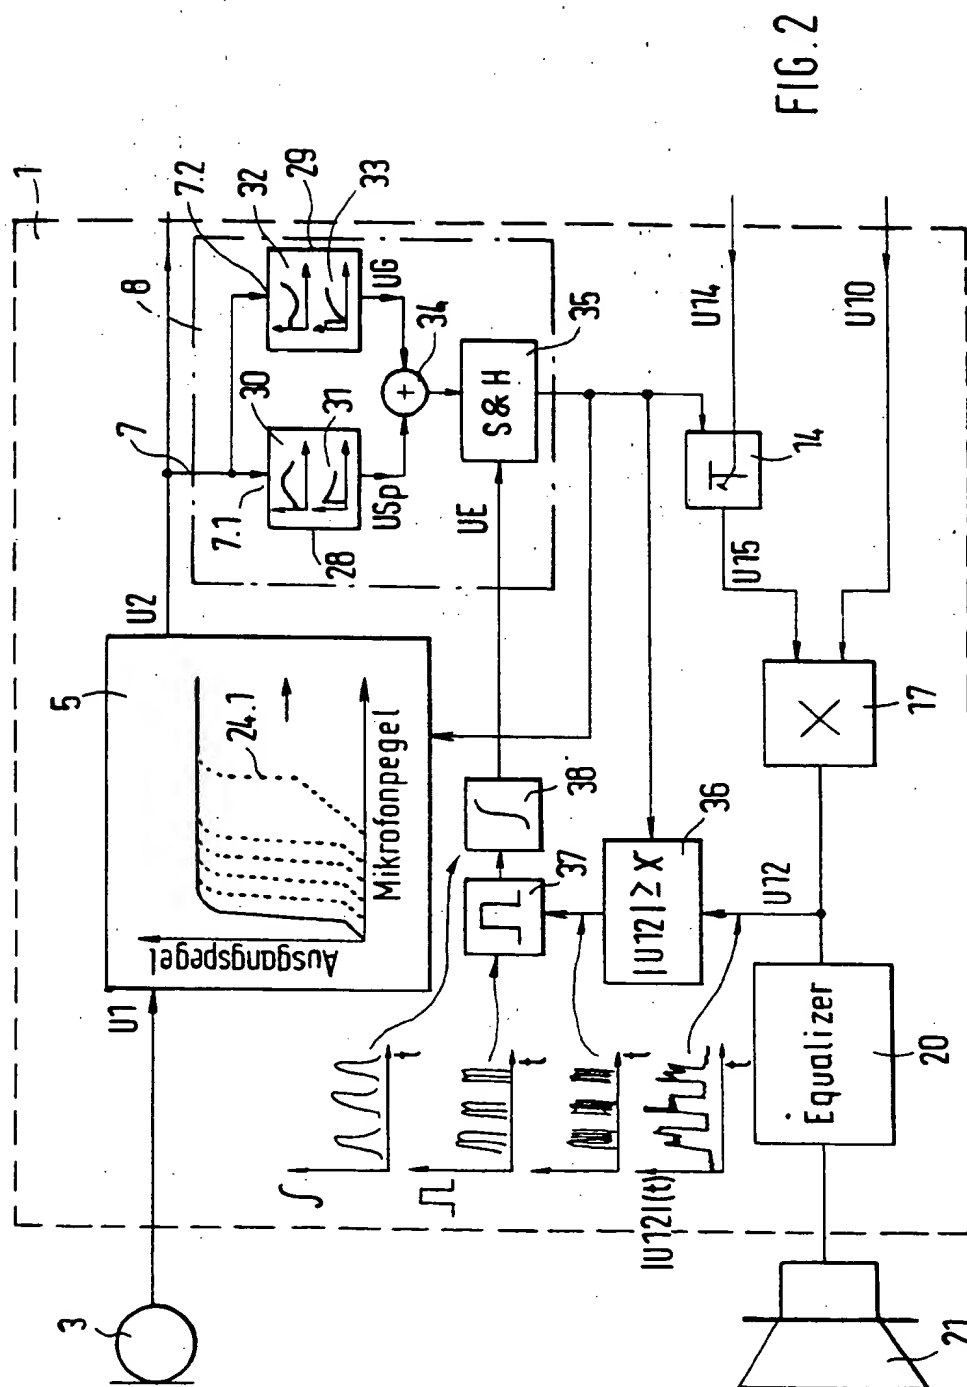 FIG. 2
1
3
U1
5
Ausgangspegel
Mikrofonpegel
24.1
U2
7
8
7.1
7.2
30
31
28
USp
32
33
29
UG
+
34
S & H
35
UE
38
37
|U12| ≥ X
36
t
t
t
|U12|(t)
t
U12
U14
14
U15
U10
X
17
Equalizer
20
21